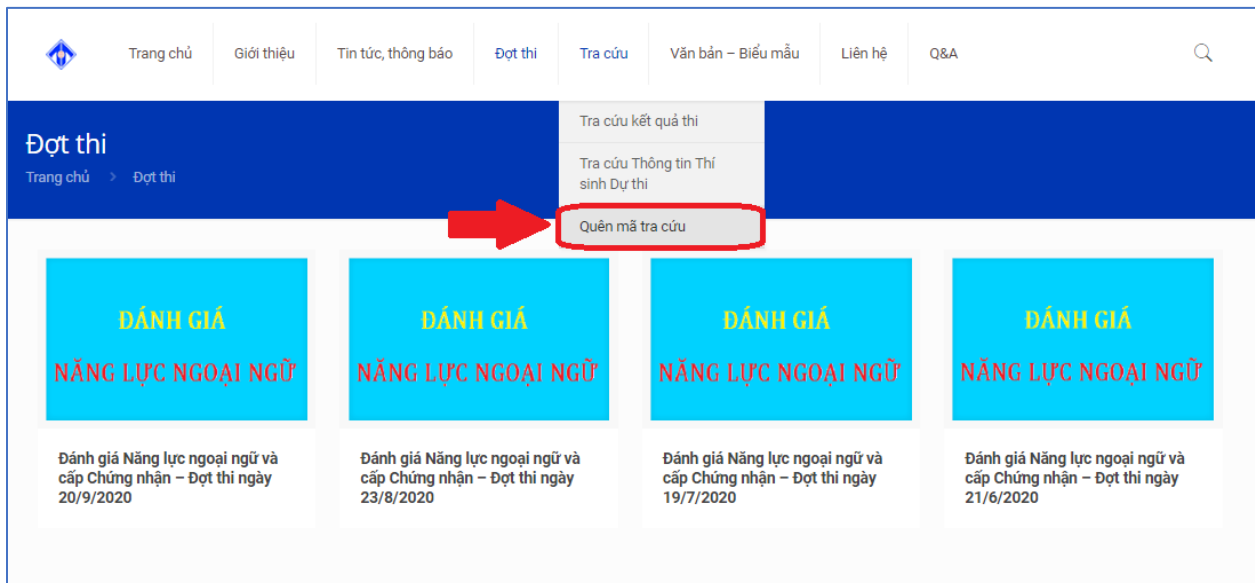 Trang chủ
Giới thiệu
Tin tức, thông báo
Đợt thi
Tra cứu
Văn bản – Biểu mẫu
Liên hệ
Q&A
Tra cứu kết quả thi
Tra cứu Thông tin Thí
sinh Dự thi
Quên mã tra cứu
Đợt thi
Trang chủ > Đợt thi
ĐÁNH GIÁ
NĂNG LỰC NGOẠI NGỮ
Đánh giá Năng lực ngoại ngữ và
cấp Chứng nhận – Đợt thi ngày
20/9/2020
ĐÁNH GIÁ
NĂNG LỰC NGOẠI NGỮ
Đánh giá Năng lực ngoại ngữ và
cấp Chứng nhận – Đợt thi ngày
23/8/2020
ĐÁNH GIÁ
NĂNG LỰC NGOẠI NGỮ
Đánh giá Năng lực ngoại ngữ và
cấp Chứng nhận – Đợt thi ngày
19/7/2020
ĐÁNH GIÁ
NĂNG LỰC NGOẠI NGỮ
Đánh giá Năng lực ngoại ngữ và
cấp Chứng nhận – Đợt thi ngày
21/6/2020